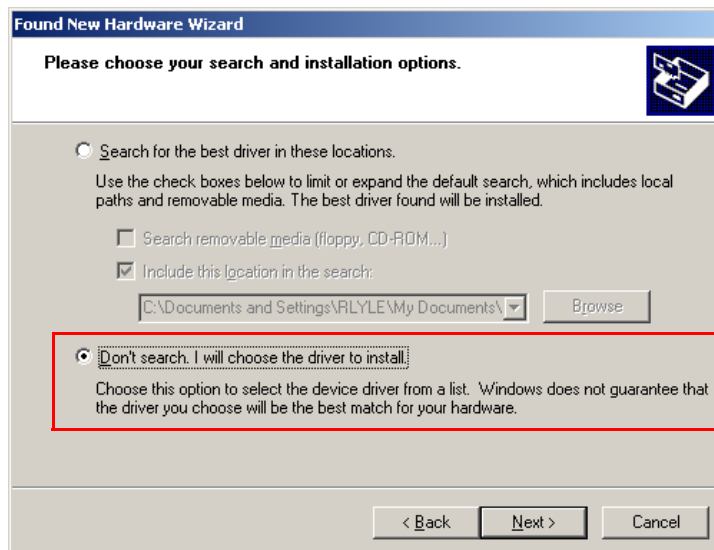 Found New Hardware Wizard
Please choose your search and installation options.
Search for the best driver in these locations.
Use the check boxes below to limit or expand the default search, which includes local
paths and removable media. The best driver found will be installed.
Search removable media (floppy, CD-ROM...)
Include this location in the search:
C:\Documents and Settings\RLYLE\My Documents\
Browse
Don't search. I will choose the driver to install.
Choose this option to select the device driver from a list. Windows does not guarantee that
the driver you choose will be the best match for your hardware.
< Back
Next >
Cancel